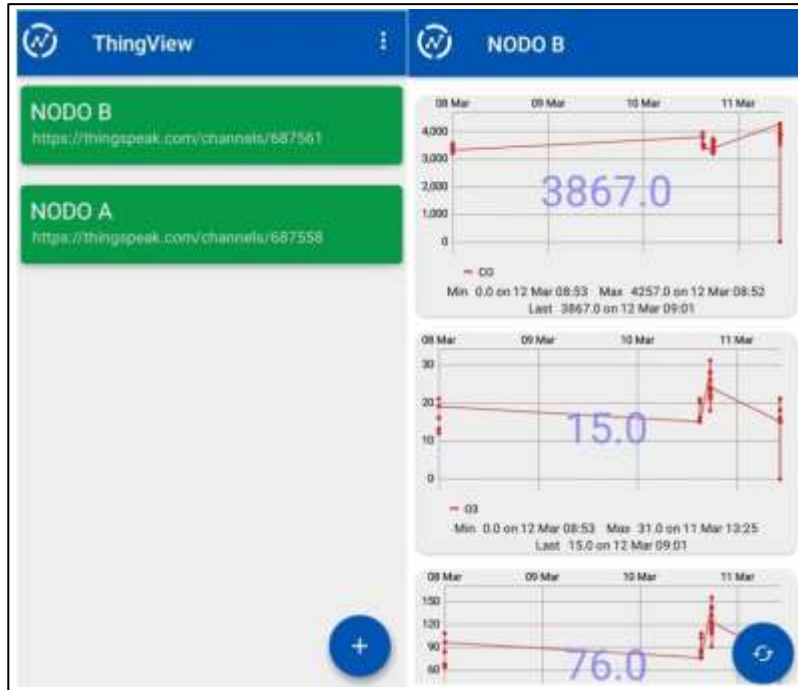 ThingView
NODO B
https://thingspeak.com/channels/687561
NODO A
https://thingspeak.com/channels/687558
+
NODO B
08 Mar 09 Mar 10 Mar 11 Mar
4,000
3,000
2,000
1,000
0
3867.0
CO
Min 0.0 on 12 Mar 08:53 Max 4257.0 on 12 Mar 08:52
Last 3867.0 on 12 Mar 09:01
08 Mar 09 Mar 10 Mar 11 Mar
30
20
10
0
15.0
03
Min 0.0 on 12 Mar 08:53 Max 31.0 on 11 Mar 13:25
Last 15.0 on 12 Mar 09:01
08 Mar 09 Mar 10 Mar 11 Mar
150
120
90
60
76.0